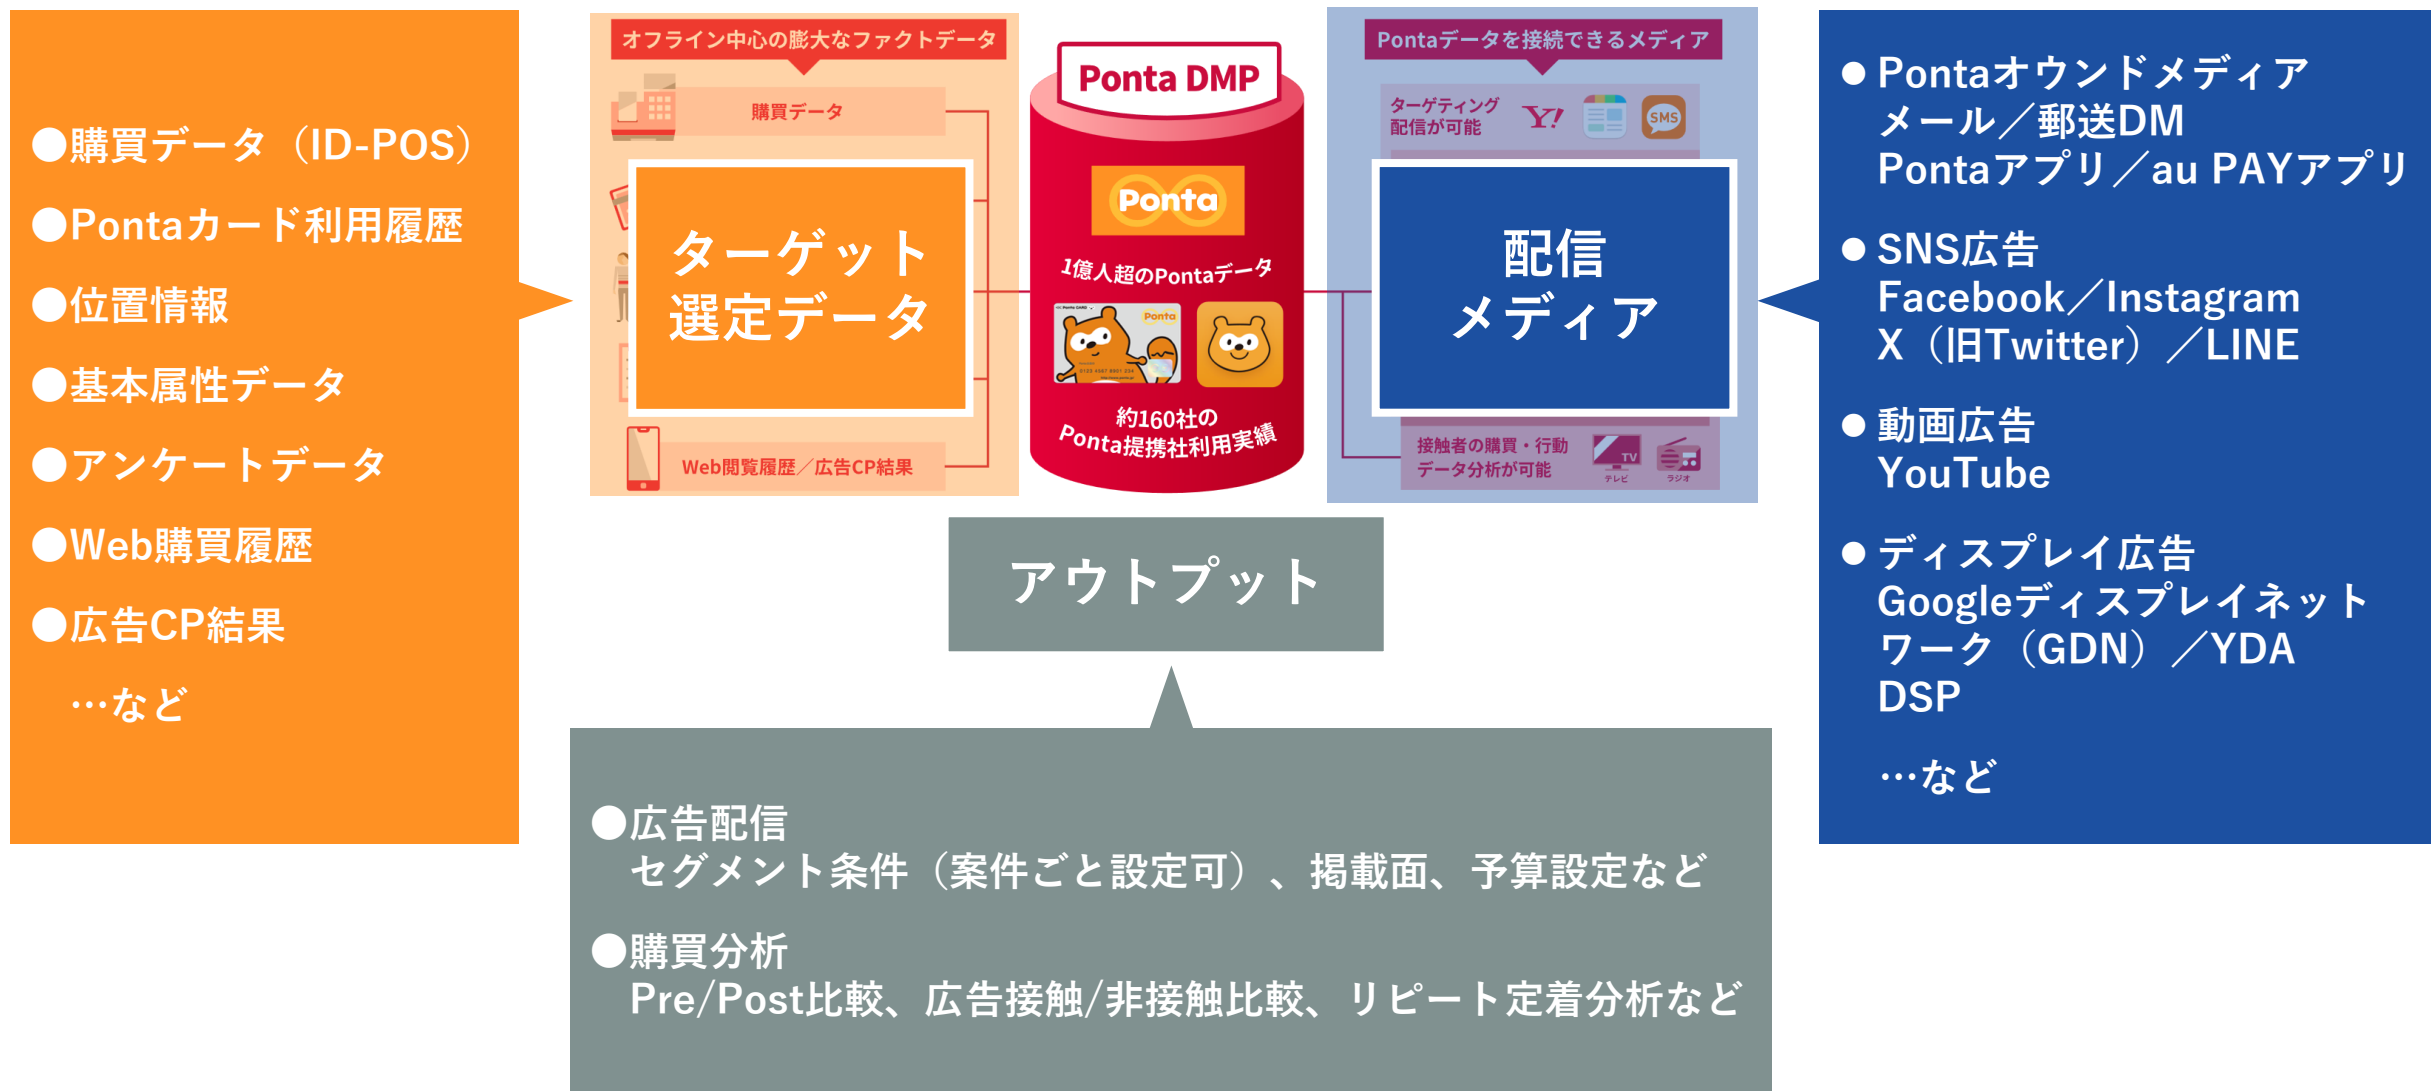 ●購買データ（ID-POS）
●Pontaカード利用履歴
●位置情報
●基本属性データ
●アンケートデータ
●Web購買履歴
●広告CP結果
…など
オフライン中心の膨大なファクトデータ
購買データ
ターゲット
選定データ
Web閲覧履歴／広告CP結果
Ponta DMP
Ponta
1億人超のPontaデータ
Ponta
約160社の
Ponta提携社利用実績
Pontaデータを接続できるメディア
ターゲティング
配信が可能
Y!
SMS
配信
メディア
接触者の購買・行動
データ分析が可能
TV
テレビ
ラジオ
● Pontaオウンドメディア
メール／郵送DM
Pontaアプリ／au PAYアプリ
● SNS広告
Facebook／Instagram
X（旧Twitter）／LINE
● 動画広告
YouTube
● ディスプレイ広告
Googleディスプレイネット
ワーク（GDN）／YDA
DSP
…など
アウトプット
●広告配信
セグメント条件（案件ごと設定可）、掲載面、予算設定など
●購買分析
Pre/Post比較、広告接触/非接触比較、リピート定着分析など